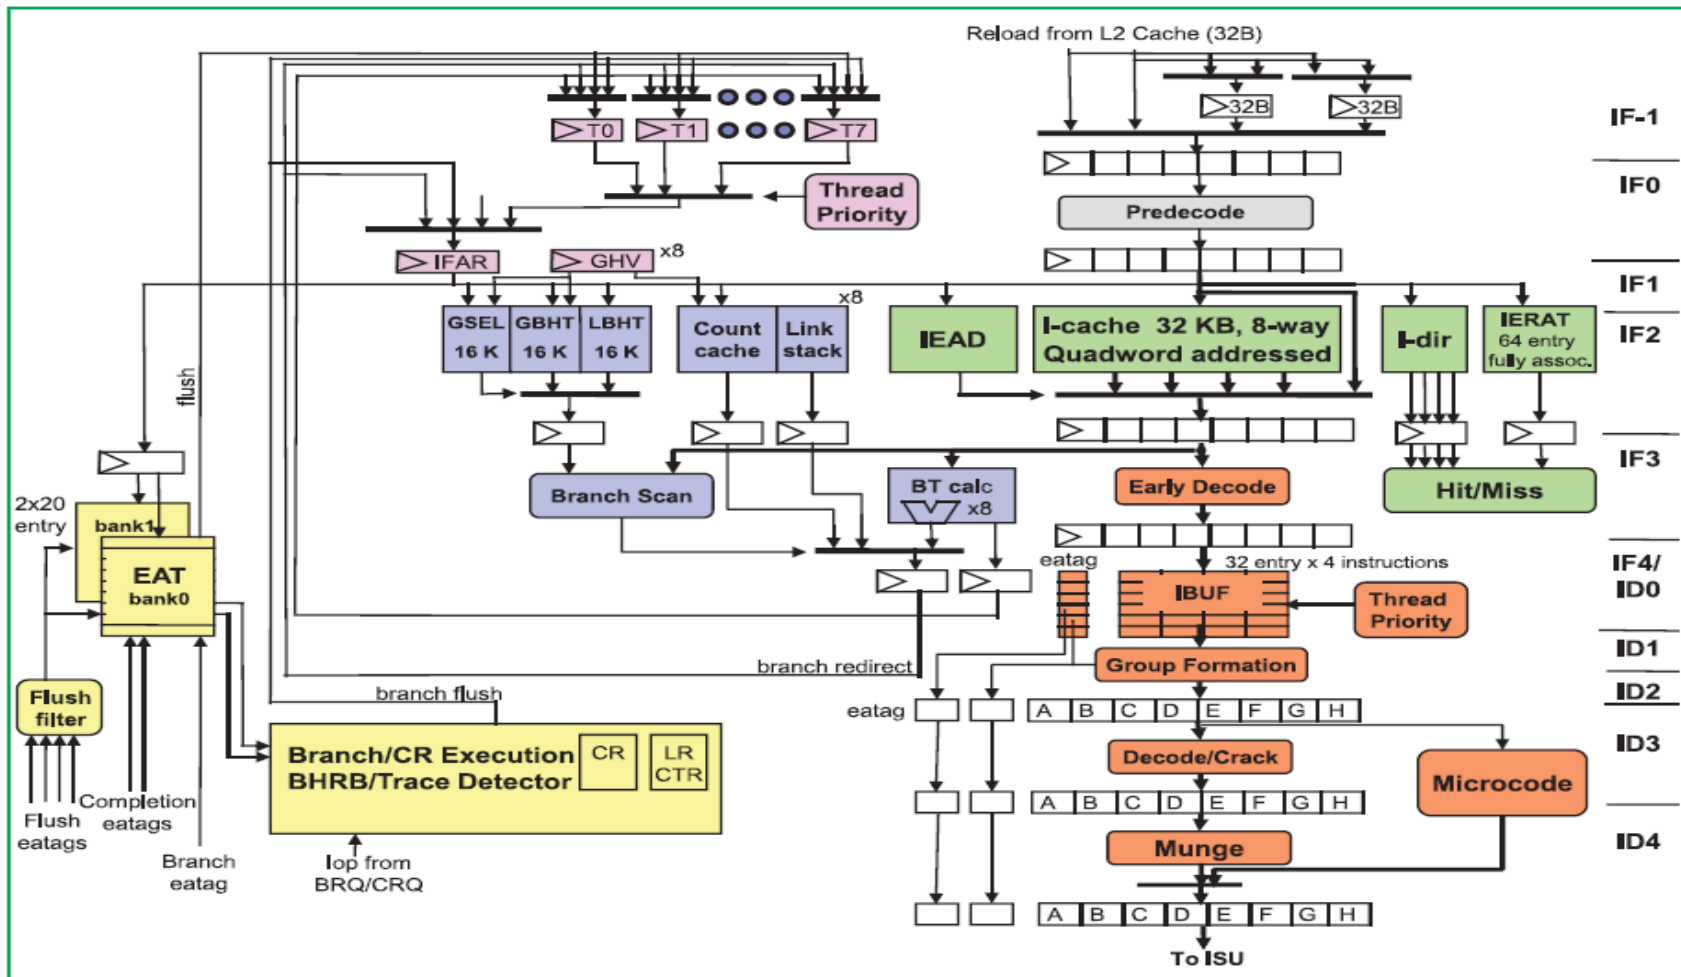 Reload from L2 Cache (32B)
32B
32B
IF-1
T0
T1
T7
IF0
Thread
Priority
Predecode
IFAR
GHV
x8
IF1
x8
GSEL
16 K
GBHT
16 K
LBHT
16 K
Count
cache
Link
stack
IEAD
I-cache 32 KB, 8-way
Quadword addressed
I-dir
IERAT
64 entry
fully assoc.
IF2
flush
IF3
Branch Scan
BT calc
x8
Early Decode
Hit/Miss
2x20
entry
bank1
EAT
bank0
eatag
32 entry x 4 instructions
IF4/
ID0
IBUF
Thread
Priority
ID1
branch redirect
Group Formation
branch flush
ID2
Flush
filter
eatag
A B C D E F G H
Branch/CR Execution
BHRB/Trace Detector
CR
LR
CTR
Decode/Crack
ID3
Microcode
A B C D E F G H
Completion
eatags
Flush
eatags
Branch
eatag
Iop from
BRQ/CRQ
Munge
ID4
A B C D E F G H
To ISU